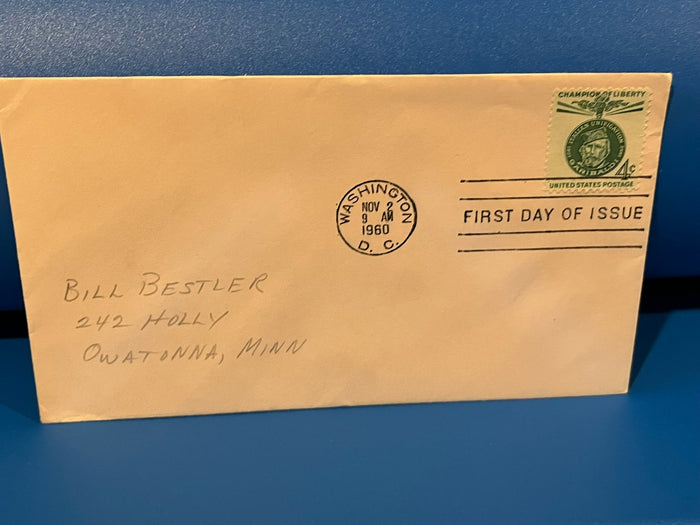 CHAMPION OF LIBERTY
GARIBALDI
4¢
UNITED STATES POSTAGE
WASHINGTON
NOV 2
9 AM
1960
D. C.
FIRST DAY OF ISSUE
BILL BESTLER
242 HOLLY
OWATONNA, MINN